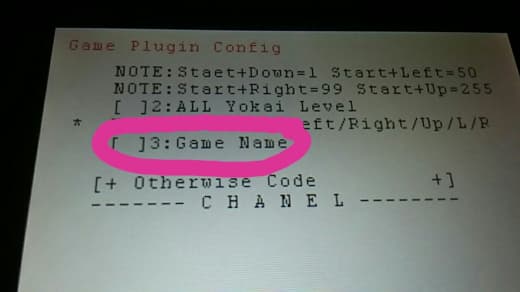 Game Plugin Config
NOTE:Staet+Down=1 Start+Left=50
NOTE:Start+Right=99 Start+Up=255
[ ]2:ALL Yokai Level
* eft/Right/Up/L/R
[ ]3:Game Name
[+ Otherwise Code +]
------- C H A N E L --------